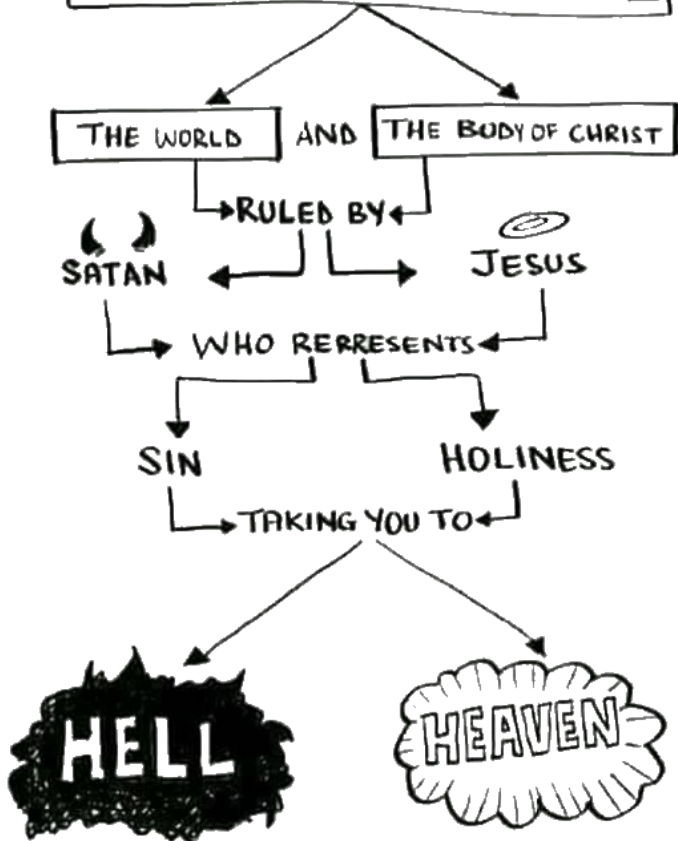 THE WORLD AND THE BODY OF CHRIST
RULED BY
SATAN JESUS
WHO REPRESENTS
SIN HOLINESS
TAKING YOU TO
HELL HEAVEN